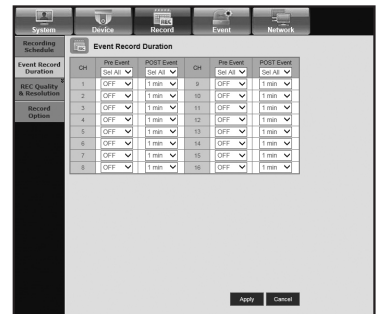 System Device Record Event Network
Recording
Schedule
Event Record
Duration
REC Quality
& Resolution
Record
Option
Event Record Duration
CH Pre Event POST Event CH Pre Event POST Event
Sel All Sel All Sel All Sel All
1 OFF 1 min 9 OFF 1 min
2 OFF 1 min 10 OFF 1 min
3 OFF 1 min 11 OFF 1 min
4 OFF 1 min 12 OFF 1 min
5 OFF 1 min 13 OFF 1 min
6 OFF 1 min 14 OFF 1 min
7 OFF 1 min 15 OFF 1 min
8 OFF 1 min 16 OFF 1 min
Apply Cancel